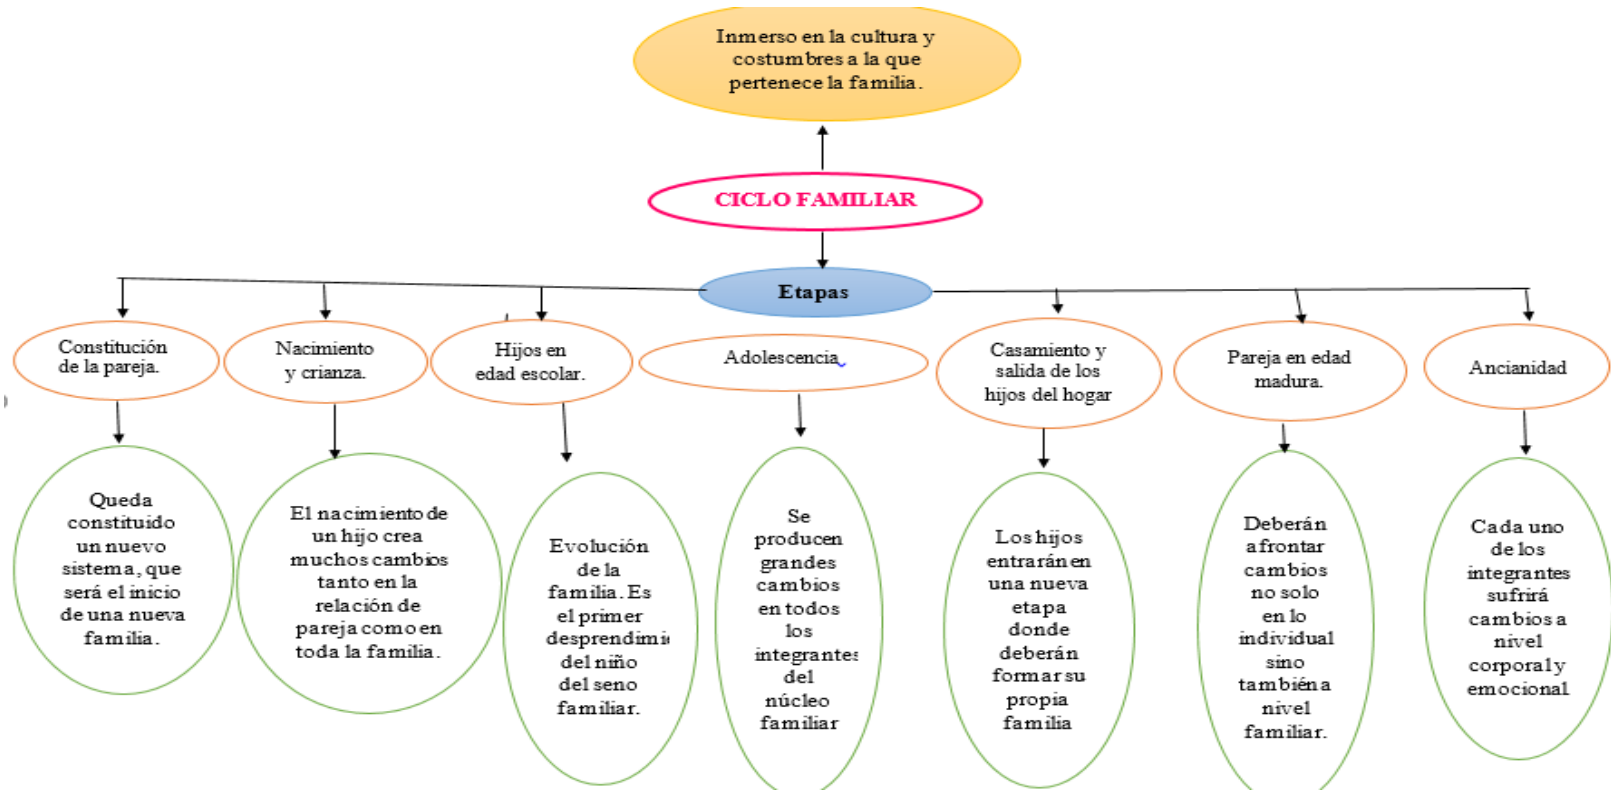 Inmerso en la cultura y
costumbres a la que
pertenece la familia.
CICLO FAMILIAR
Etapas
Constitución
de la pareja.
Nacimiento
y crianza.
Hijos en
edad escolar.
Adolescencia
Casamiento y
salida de los
hijos del hogar
Pareja en edad
madura.
Ancianidad
Queda
constituido
un nuevo
sistema, que
será el inicio
de una nueva
familia.
El nacimiento de
un hijo crea
muchos cambios
tanto en la
relación de
pareja como en
toda la familia.
Evolución
de la
familia. Es
el primer
desprendimi
del niño
del seno
familiar.
Se
producen
grandes
cambios
en todos
los
integrantes
del
núcleo
familiar
Los hijos
entrarán en
una nueva
etapa
donde
deberán
formar su
propia
familia
Deberán
afrontar
cambios
no solo
en lo
individual
sino
también a
nivel
familiar.
Cada uno
de los
integrantes
sufrirá
cambios a
nivel
corporal y
emocional